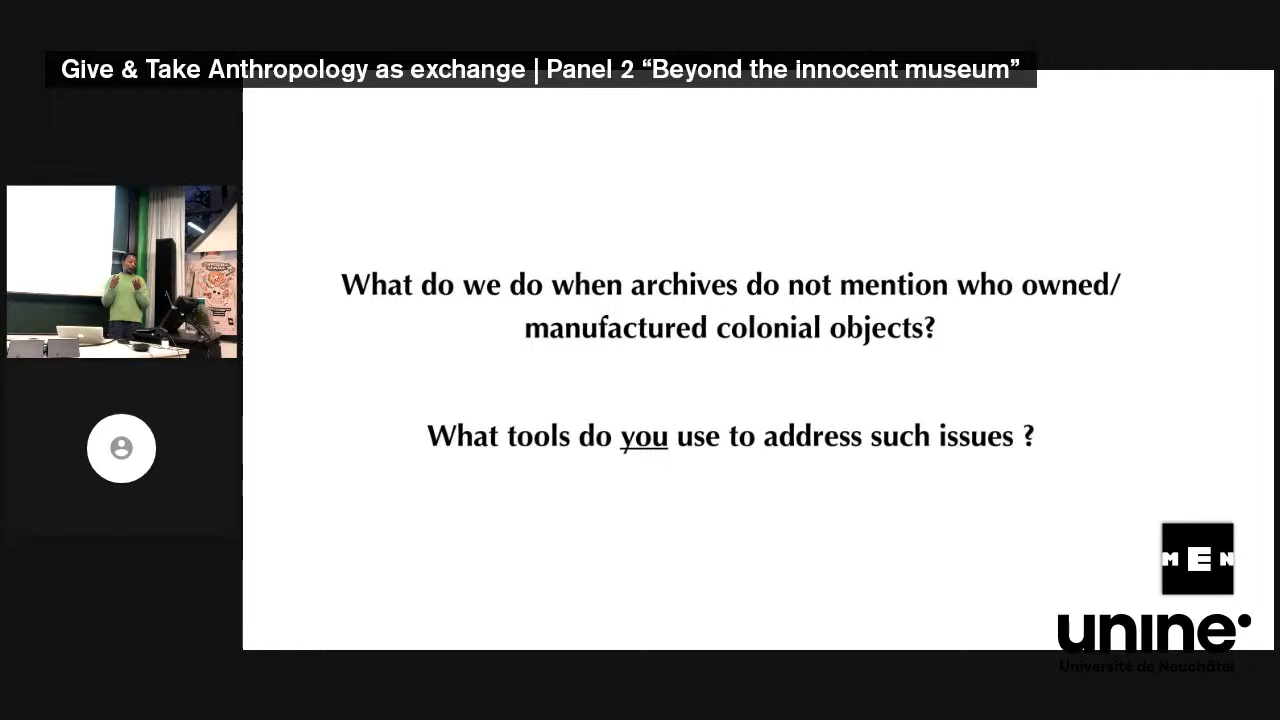 Give & Take Anthropology as exchange | Panel 2 “Beyond the innocent museum”
What do we do when archives do not mention who owned/
manufactured colonial objects?
What tools do you use to address such issues ?
MEN
unine
Université de Neuchâtel